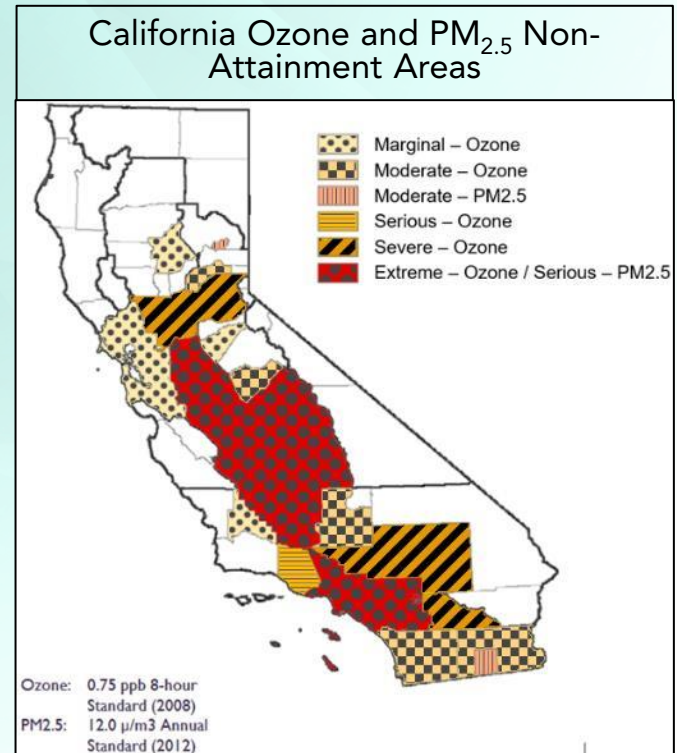 California Ozone and PM2.5 Non-
Attainment Areas
Marginal – Ozone
Moderate – Ozone
Moderate – PM2.5
Serious – Ozone
Severe – Ozone
Extreme – Ozone / Serious – PM2.5
Ozone: 0.75 ppb 8-hour
Standard (2008)
PM2.5: 12.0 µ/m3 Annual
Standard (2012)